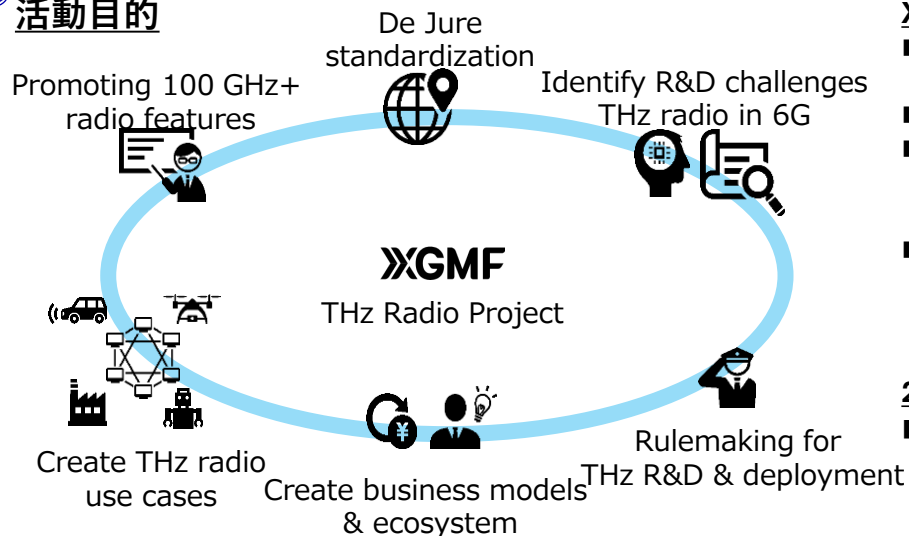 活動目的
De Jure
standardization
Promoting 100 GHz+
radio features
Identify R&D challenges
THz radio in 6G
XGMF
THz Radio Project
Create THz radio
use cases
¥
Create business models
& ecosystem
Rulemaking for
THz R&D & deployment